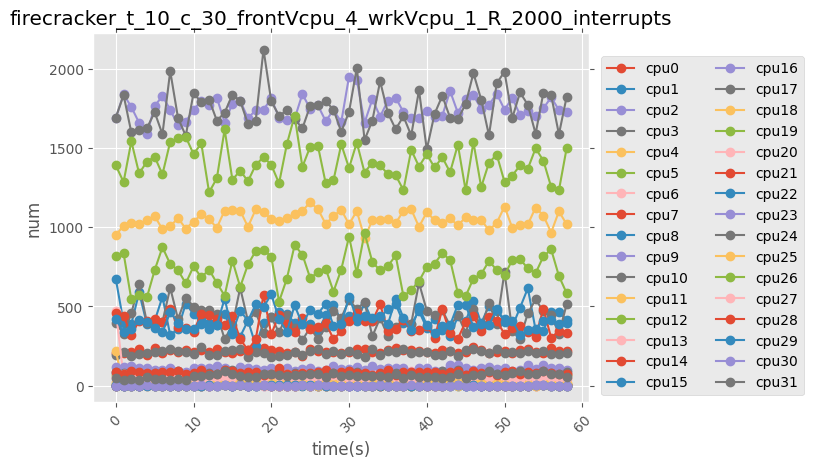 firecracker_t_10_c_30_frontVcpu_4_wrkVcpu_1_R_2000_interrupts
2000
1500
1000
500
0
num
0
10
20
30
40
50
60
time(s)
cpu0
cpu1
cpu2
cpu3
cpu4
cpu5
cpu6
cpu7
cpu8
cpu9
cpu10
cpu11
cpu12
cpu13
cpu14
cpu15
cpu16
cpu17
cpu18
cpu19
cpu20
cpu21
cpu22
cpu23
cpu24
cpu25
cpu26
cpu27
cpu28
cpu29
cpu30
cpu31